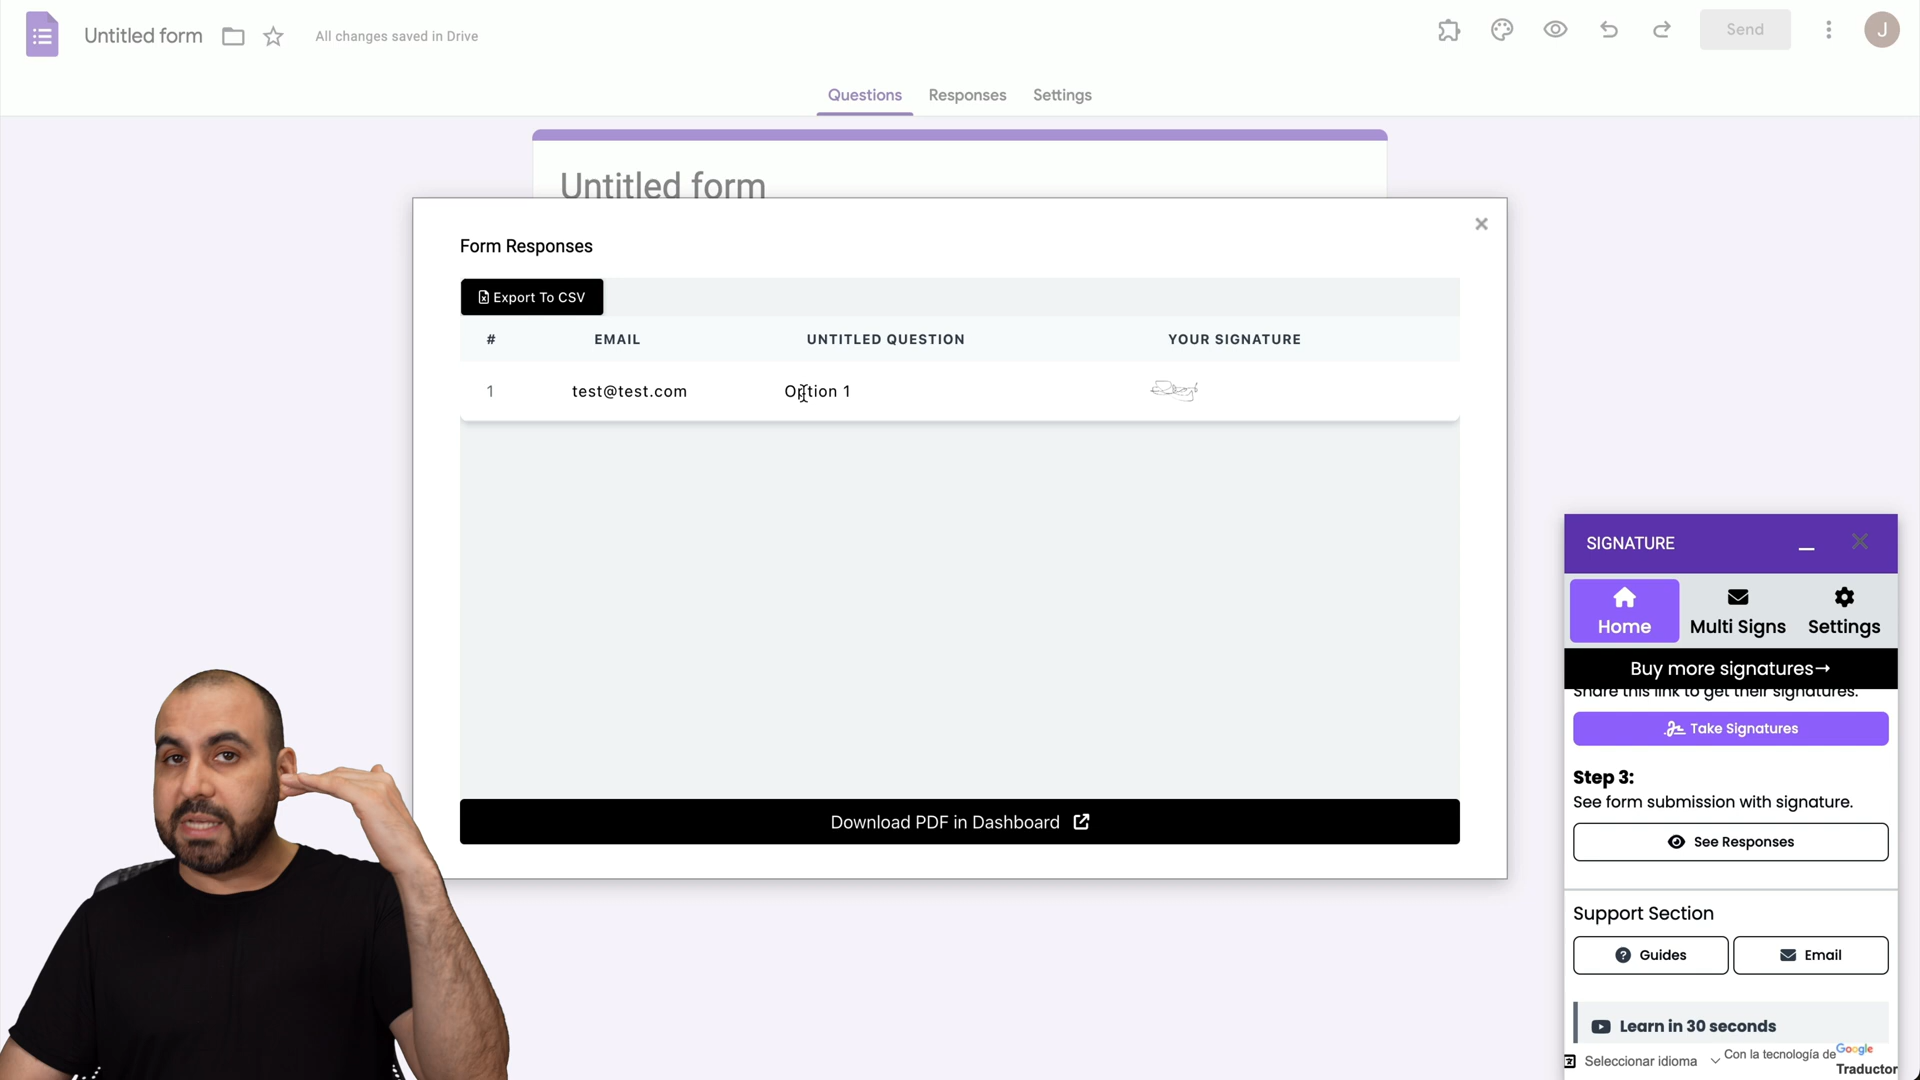 Untitled form
All changes saved in Drive
Send
J
Questions
Responses
Settings
Untitled form
Form Responses
Export To CSV
# EMAIL UNTITLED QUESTION YOUR SIGNATURE
1 test@test.com Option 1
Download PDF in Dashboard
SIGNATURE
Home
Multi Signs
Settings
Buy more signatures→
Share this link to get their signatures.
Take Signatures
Step 3:
See form submission with signature.
See Responses
Support Section
Guides
Email
Learn in 30 seconds
Seleccionar idioma
Con la tecnología de Google
Traductor